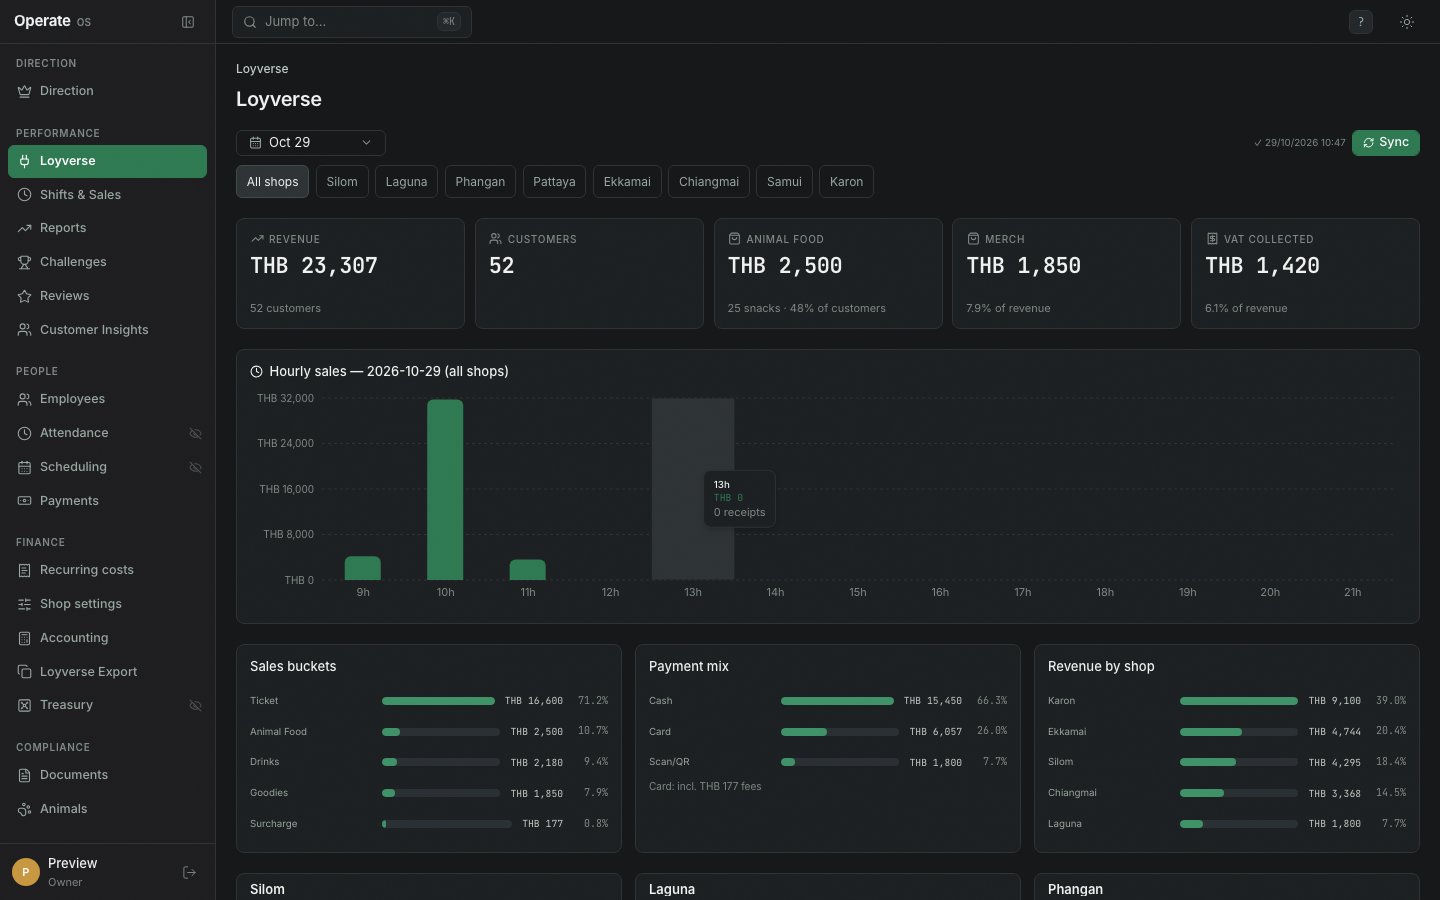 Operate OS
Jump to...
⌘K
?
DIRECTION
Direction
PERFORMANCE
Loyverse
Shifts & Sales
Reports
Challenges
Reviews
Customer Insights
PEOPLE
Employees
Attendance
Scheduling
Payments
FINANCE
Recurring costs
Shop settings
Accounting
Loyverse Export
Treasury
COMPLIANCE
Documents
Animals
P
Preview
Owner
Loyverse
Loyverse
Oct 29
✓ 29/10/2026 10:47
Sync
All shops
Silom
Laguna
Phangan
Pattaya
Ekkamai
Chiangmai
Samui
Karon
REVENUE
THB 23,307
52 customers
CUSTOMERS
52
ANIMAL FOOD
THB 2,500
25 snacks · 48% of customers
MERCH
THB 1,850
7.9% of revenue
VAT COLLECTED
THB 1,420
6.1% of revenue
Hourly sales — 2026-10-29 (all shops)
THB 32,000
THB 24,000
THB 16,000
THB 8,000
THB 0
13h
THB 0
0 receipts
9h 10h 11h 12h 13h 14h 15h 16h 17h 18h 19h 20h 21h
Sales buckets
Ticket THB 16,600 71.2%
Animal Food THB 2,500 10.7%
Drinks THB 2,180 9.4%
Goodies THB 1,850 7.9%
Surcharge THB 177 0.8%
Payment mix
Cash THB 15,450 66.3%
Card THB 6,057 26.0%
Scan/QR THB 1,800 7.7%
Card: incl. THB 177 fees
Revenue by shop
Karon THB 9,100 39.0%
Ekkamai THB 4,744 20.4%
Silom THB 4,295 18.4%
Chiangmai THB 3,368 14.5%
Laguna THB 1,800 7.7%
Silom
Laguna
Phangan